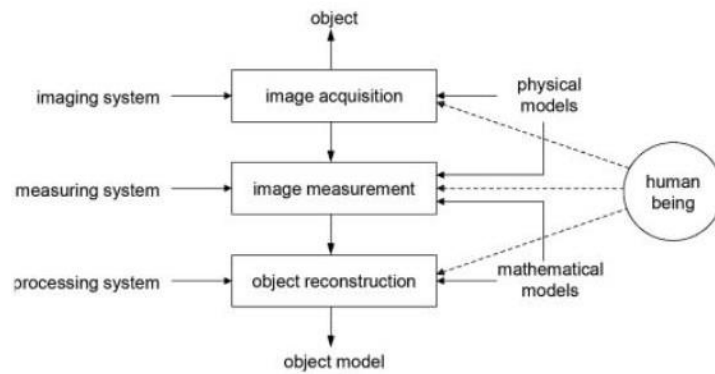 object
imaging system
image acquisition
physical
models
measuring system
image measurement
human
being
processing system
object reconstruction
mathematical
models
object model